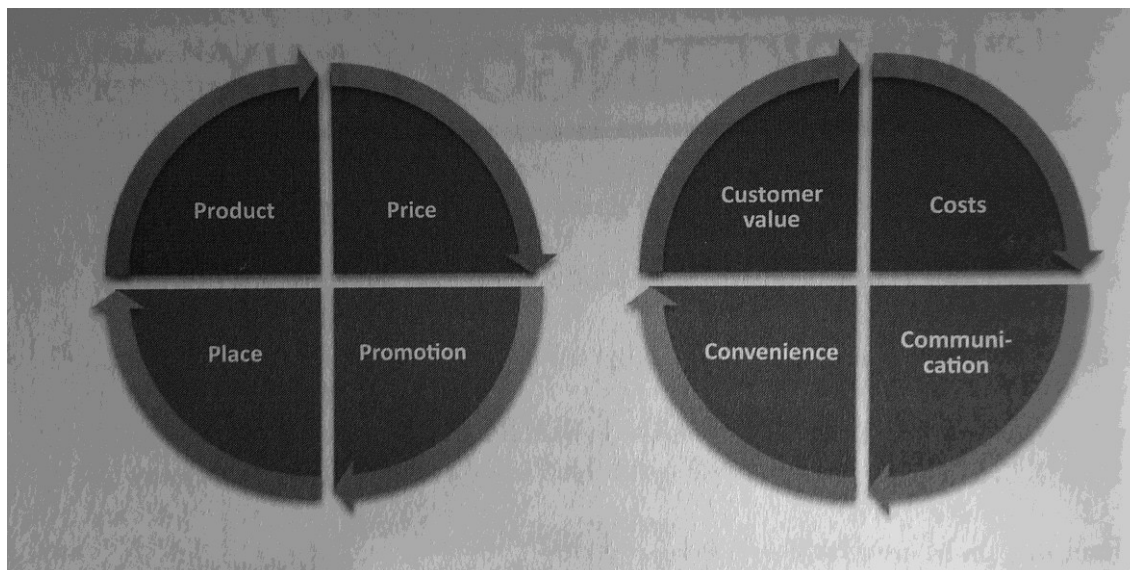 Product
Price
Place
Promotion
Customer
value
Costs
Convenience
Communi-
cation